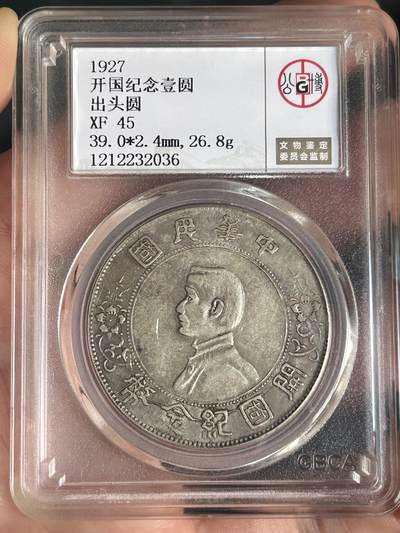 1927
开国纪念壹圆
出头圆
XF 45
39.0*2.4mm,26.8g
1212232036
公 G 博
文物鉴定
委员会监制
中華民國
開國紀念幣
GBCA